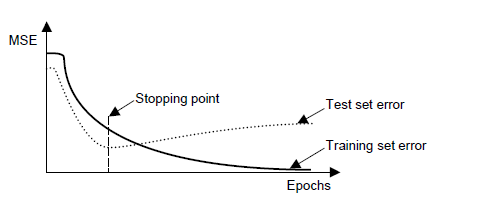 MSE
Stopping point
Test set error
Training set error
Epochs